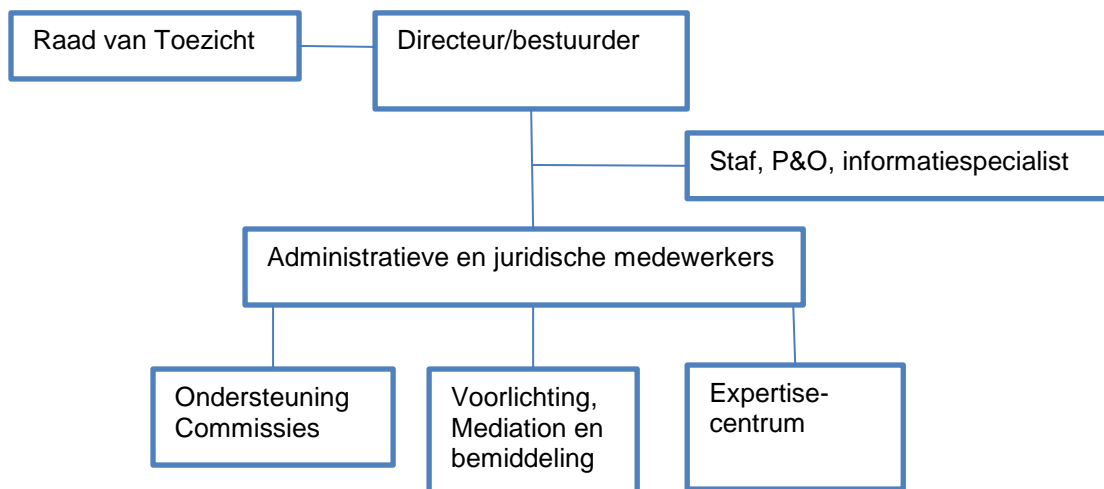 Raad van Toezicht
Directeur/bestuurder
Staf, P&O, informatiespecialist
Administratieve en juridische medewerkers
Ondersteuning
Commissies
Voorlichting,
Mediation en
bemiddeling
Expertise-
centrum